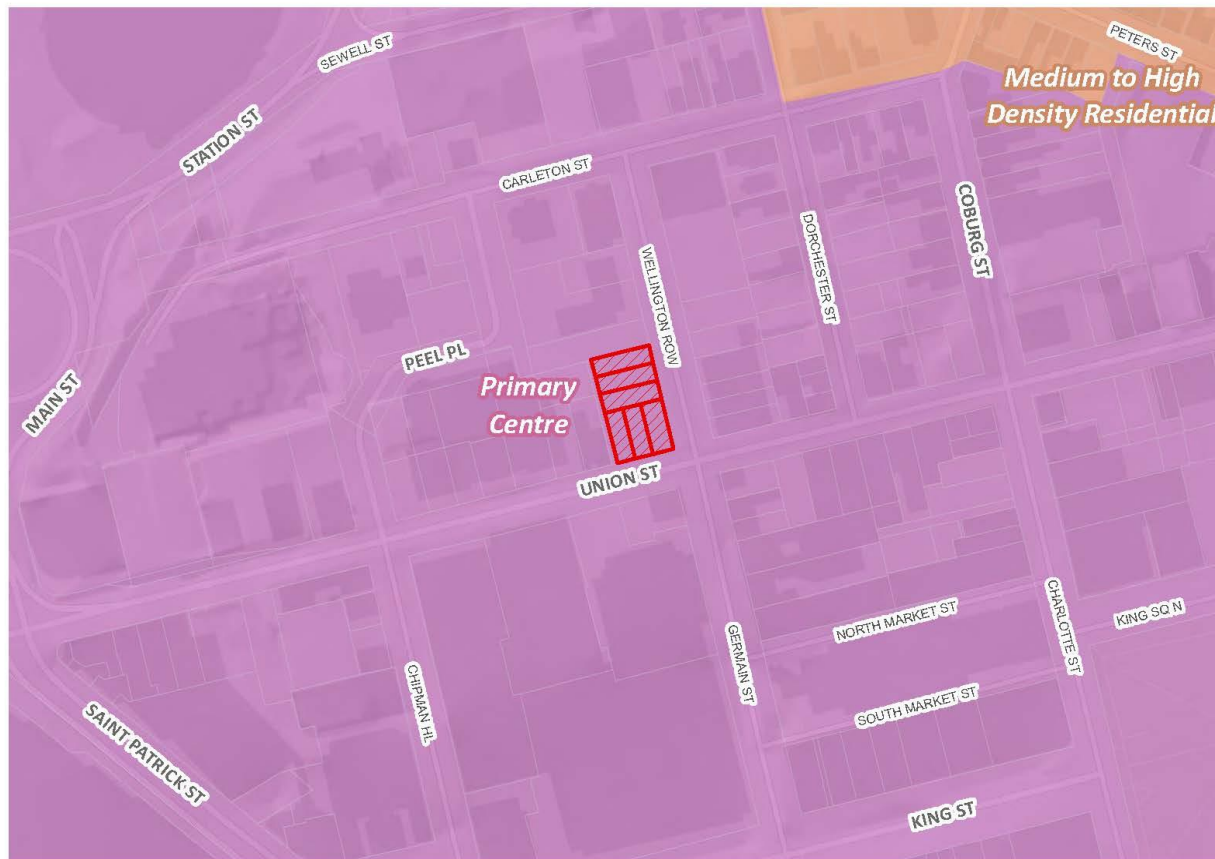 SEWELL ST
PETERS ST
Medium to High
Density Residential
STATION ST
CARLETON ST
COBURG ST
DORCHESTER ST
WELLINGTON ROW
PEEL PL
MAIN ST
Primary
Centre
UNION ST
NORTH MARKET ST
KING SQ N
CHARLOTTE ST
GERMAIN ST
CHIPMAN HL
SOUTH MARKET ST
SAINT PATRICK ST
KING ST